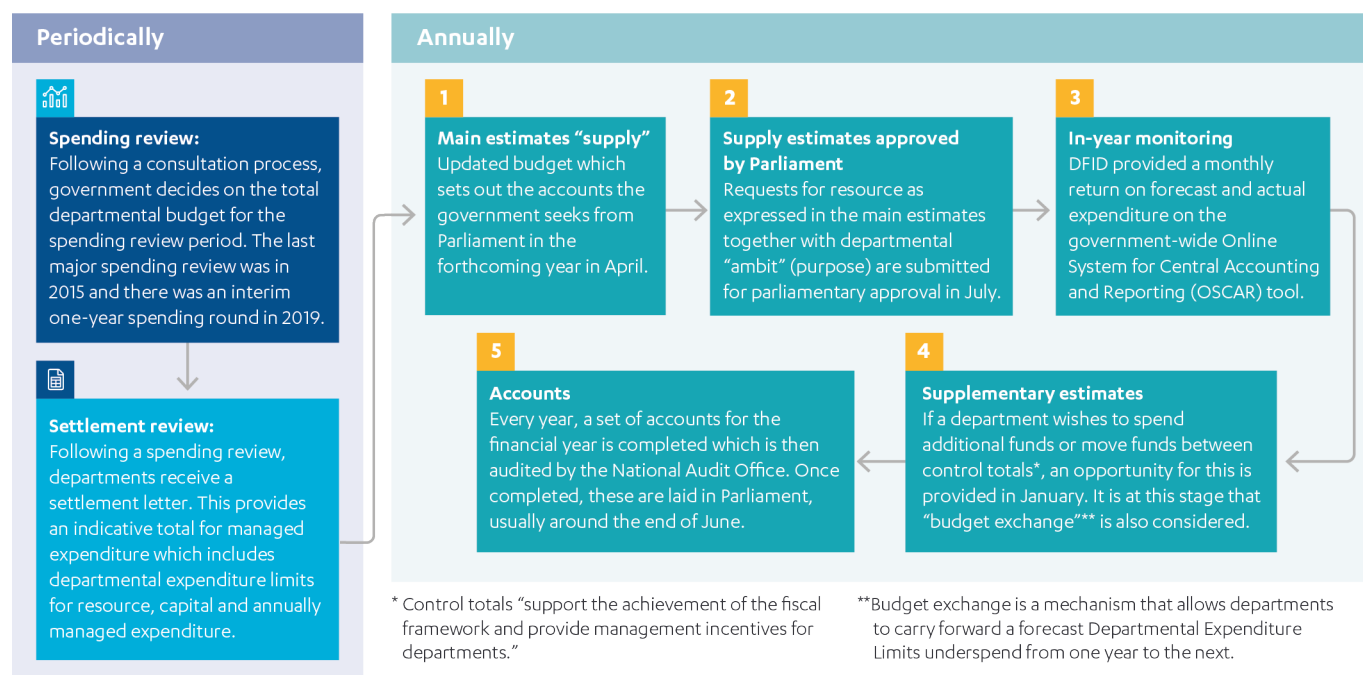 Periodically
Spending review:
Following a consultation process,
government decides on the total
departmental budget for the
spending review period. The last
major spending review was in
2015 and there was an interim
one-year spending round in 2019.
Settlement review:
Following a spending review,
departments receive a
settlement letter. This provides
an indicative total for managed
expenditure which includes
departmental expenditure limits
for resource, capital and annually
managed expenditure.
Annually
1
Main estimates “supply”
Updated budget which
sets out the accounts the
government seeks from
Parliament in the
forthcoming year in April.
2
Supply estimates approved
by Parliament
Requests for resource as
expressed in the main estimates
together with departmental
“ambit” (purpose) are submitted
for parliamentary approval in July.
3
In-year monitoring
DFID provided a monthly
return on forecast and actual
expenditure on the
government-wide Online
System for Central Accounting
and Reporting (OSCAR) tool.
4
Supplementary estimates
If a department wishes to spend
additional funds or move funds between
control totals*, an opportunity for this is
provided in January. It is at this stage that
“budget exchange”** is also considered.
5
Accounts
Every year, a set of accounts for the
financial year is completed which is then
audited by the National Audit Office. Once
completed, these are laid in Parliament,
usually around the end of June.
* Control totals “support the achievement of the fiscal
framework and provide management incentives for
departments.”
**Budget exchange is a mechanism that allows departments
to carry forward a forecast Departmental Expenditure
Limits underspend from one year to the next.